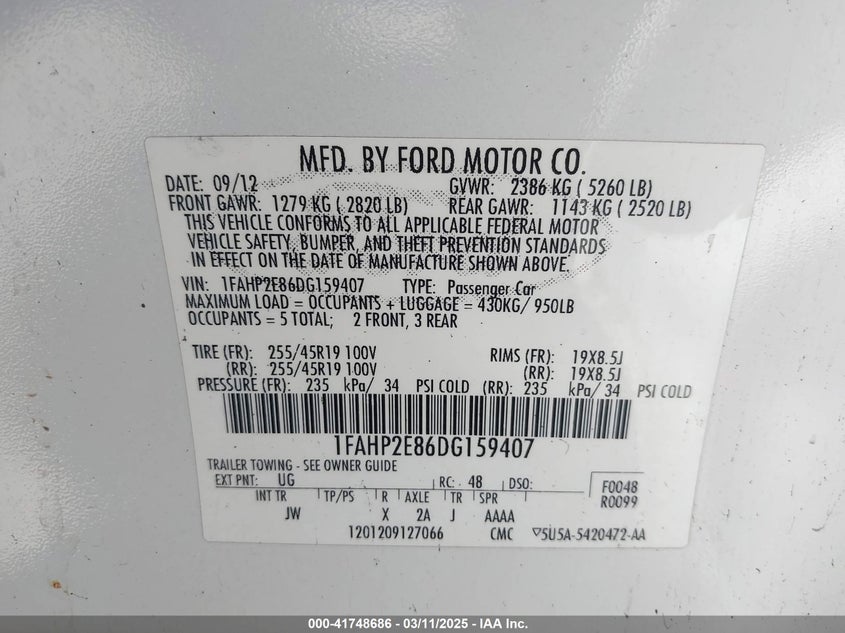 MFD. BY FORD MOTOR CO.
DATE: 09/12 GVWR: 2386 KG ( 5260 LB)
FRONT GAWR: 1279 KG ( 2820 LB) REAR GAWR: 1143 KG ( 2520 LB)
THIS VEHICLE CONFORMS TO ALL APPLICABLE FEDERAL MOTOR
VEHICLE SAFETY, BUMPER, AND THEFT PREVENTION STANDARDS
IN EFFECT ON THE DATE OF MANUFACTURE SHOWN ABOVE.
VIN: 1FAHP2E86DG159407 TYPE: Passenger Car
MAXIMUM LOAD = OCCUPANTS + LUGGAGE = 430KG/ 950LB
OCCUPANTS = 5 TOTAL; 2 FRONT, 3 REAR
TIRE (FR): 255/45R19 100V RIMS (FR): 19X8.5J
(RR): 255/45R19 100V (RR): 19X8.5J
PRESSURE (FR): 235 kPa/ 34 PSI COLD (RR): 235 kPa/ 34 PSI COLD
1FAHP2E86DG159407
TRAILER TOWING - SEE OWNER GUIDE
EXT PNT: UG RC: 48 DSO: F0048
INT TR TP/PS R AXLE TR SPR R0099
JW X 2A J AAAA
1201209127066 CMC ▽5U5A-5420472-AA
000-41748686 - 03/11/2025 - IAA Inc.